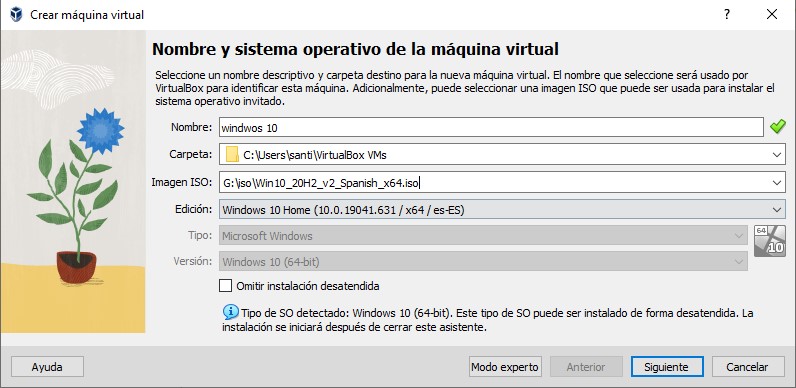 Crear máquina virtual
?
Nombre y sistema operativo de la máquina virtual
Seleccione un nombre descriptivo y carpeta destino para la nueva máquina virtual. El nombre que seleccione será usado por
VirtualBox para identificar esta máquina. Adicionalmente, puede seleccionar una imagen ISO que puede ser usada para instalar el
sistema operativo invitado.
Nombre: windwos 10
Carpeta: C:\Users\santi\VirtualBox VMs
Imagen ISO: G:\iso\Win10_20H2_v2_Spanish_x64.iso
Edición: Windows 10 Home (10.0.19041.631 / x64 / es-ES)
Tipo: Microsoft Windows
64
10
Versión: Windows 10 (64-bit)
Omitir instalación desatendida
Tipo de SO detectado: Windows 10 (64-bit). Este tipo de SO puede ser instalado de forma desatendida. La
instalación se iniciará después de cerrar este asistente.
Ayuda
Modo experto
Anterior
Siguiente
Cancelar